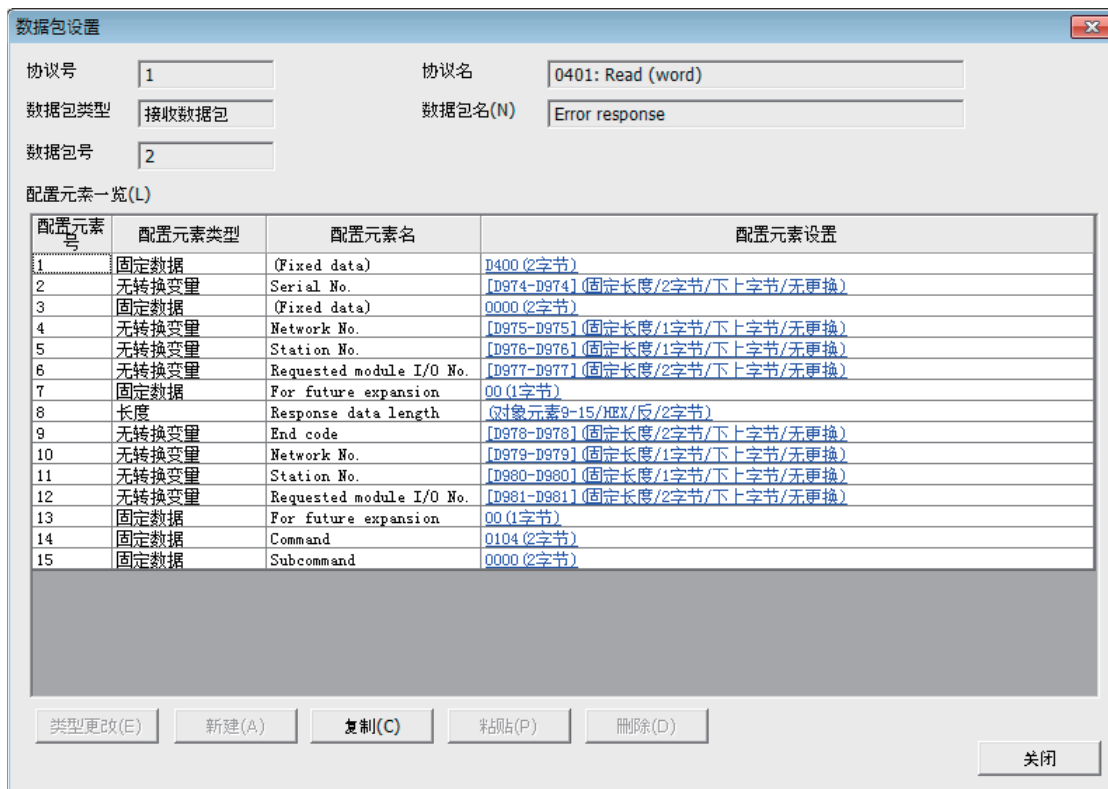 数据包设置
协议号 1 协议名 0401: Read (word)
数据包类型 接收数据包 数据包名(N) Error response
数据包号 2
配置元素一览(L)
配置元素号 配置元素类型 配置元素名 配置元素设置
1 固定数据 (Fixed data) D400(2字节)
2 无转换变量 Serial No. [D974-D974](固定长度/2字节/下上字节/无更换)
3 固定数据 (Fixed data) 0000(2字节)
4 无转换变量 Network No. [D975-D975](固定长度/1字节/下上字节/无更换)
5 无转换变量 Station No. [D976-D976](固定长度/1字节/下上字节/无更换)
6 无转换变量 Requested module I/O No. [D977-D977](固定长度/2字节/下上字节/无更换)
7 固定数据 For future expansion 00(1字节)
8 长度 Response data length (对象元素9-15/HEX/反/2字节)
9 无转换变量 End code [D978-D978](固定长度/2字节/下上字节/无更换)
10 无转换变量 Network No. [D979-D979](固定长度/1字节/下上字节/无更换)
11 无转换变量 Station No. [D980-D980](固定长度/1字节/下上字节/无更换)
12 无转换变量 Requested module I/O No. [D981-D981](固定长度/2字节/下上字节/无更换)
13 固定数据 For future expansion 00(1字节)
14 固定数据 Command 0104(2字节)
15 固定数据 Subcommand 0000(2字节)
类型更改(E) 新建(A) 复制(C) 粘贴(P) 删除(D)
关闭